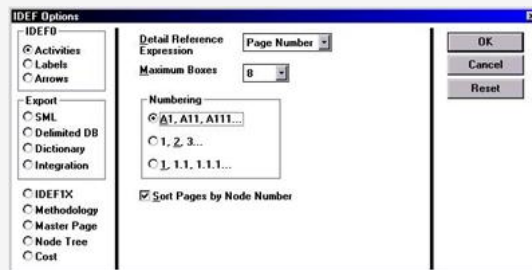 IDEF Options
IDEF0
Activities
Labels
Arrows
Export
SML
Delimited DB
Dictionary
Integration
IDEF1X
Methodology
Master Page
Node Tree
Cost
Detail Reference
Expression
Page Number
Maximum Boxes
8
Numbering
A1, A11, A111...
1, 2, 3...
1, 1.1, 1.1.1...
Sort Pages by Node Number
OK
Cancel
Reset